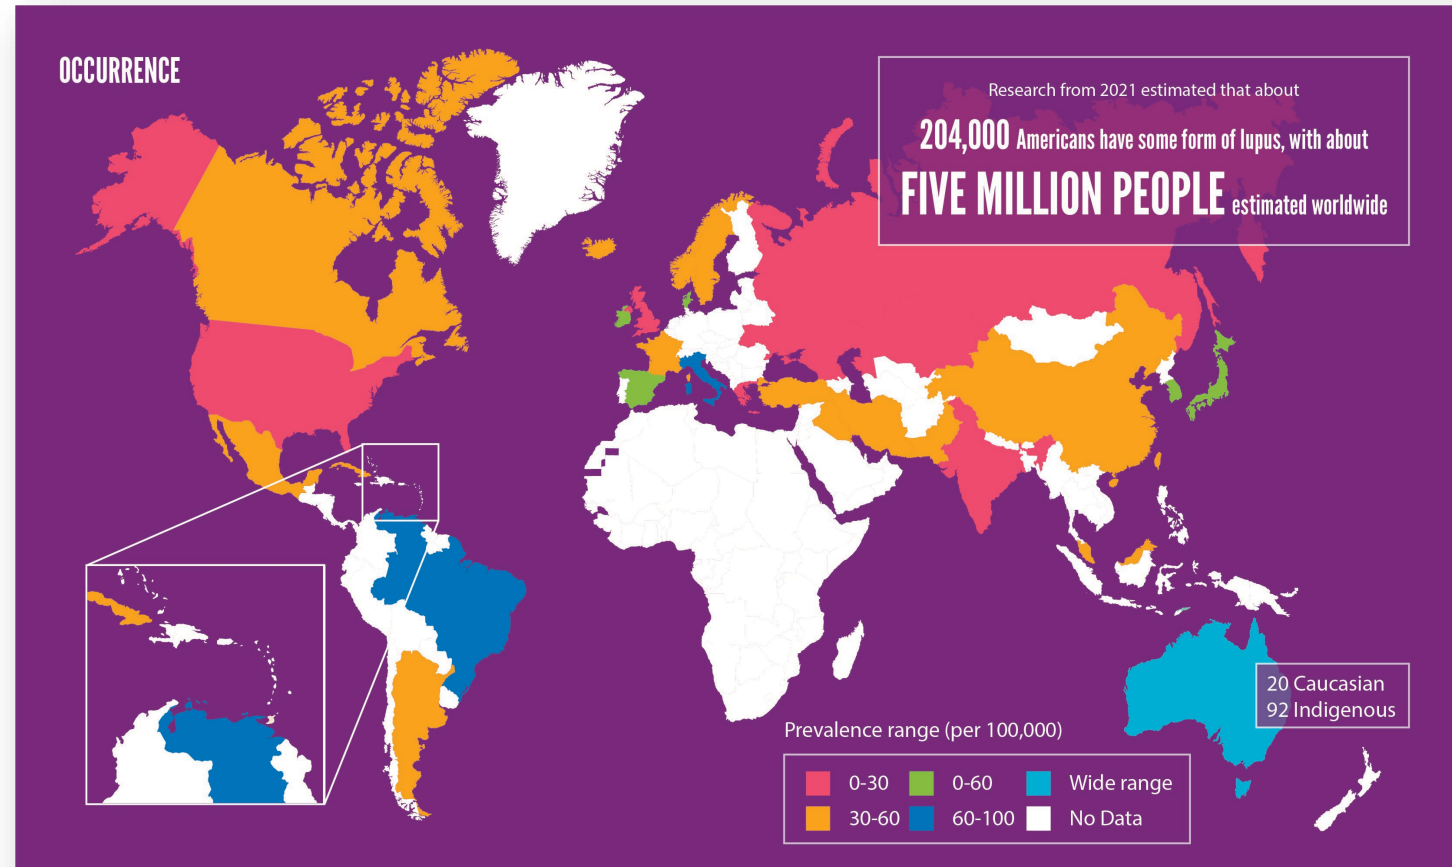 OCCURRENCE
Research from 2021 estimated that about
204,000 Americans have some form of lupus, with about
FIVE MILLION PEOPLE estimated worldwide
20 Caucasian
92 Indigenous
Prevalence range (per 100,000)
0-30 0-60 Wide range
30-60 60-100 No Data